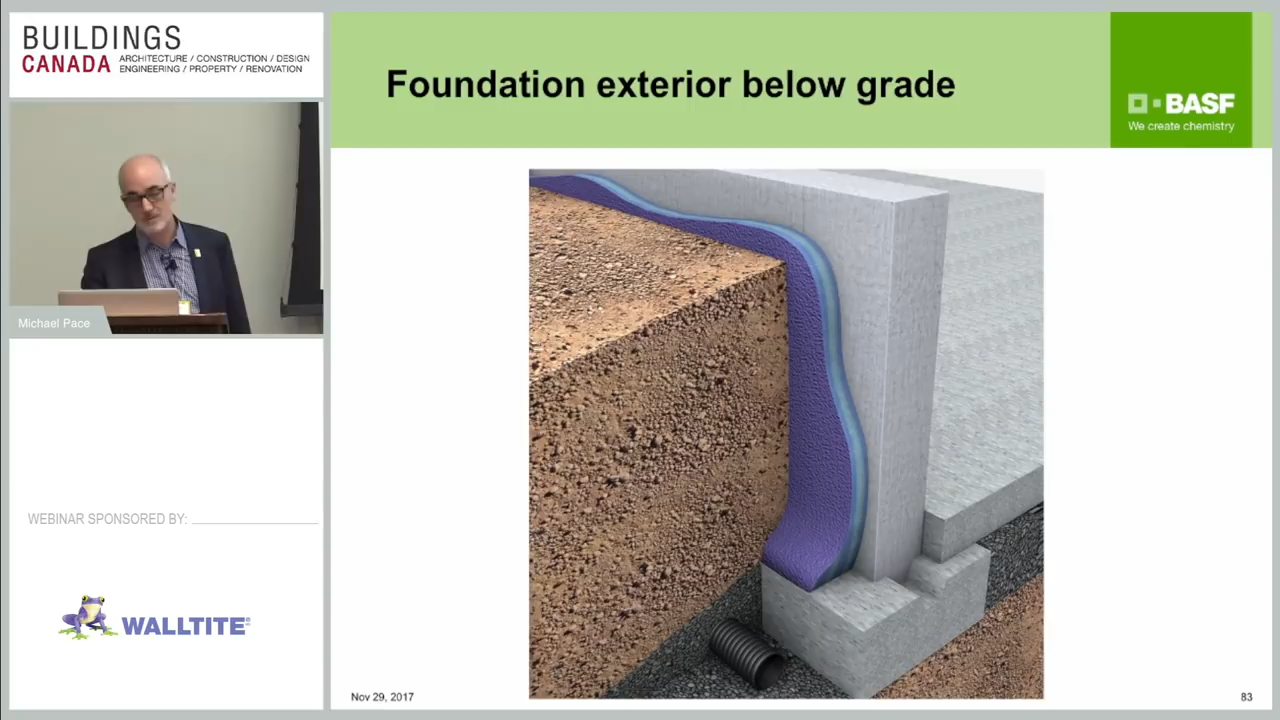 BUILDINGS
CANADA
ARCHITECTURE / CONSTRUCTION / DESIGN
ENGINEERING / PROPERTY / RENOVATION
Foundation exterior below grade
BASF
We create chemistry
Michael Pace
WEBINAR SPONSORED BY:
WALLTITE
Nov 29, 2017
83